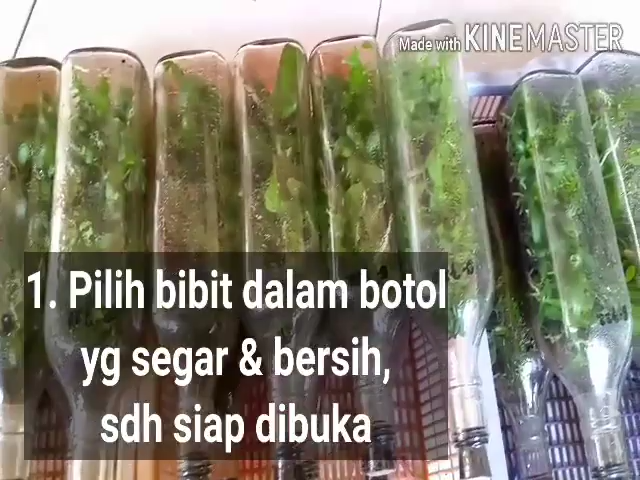 Made with KINEMASTER
1. Pilih bibit dalam botol
yg segar & bersih,
sdh siap dibuka